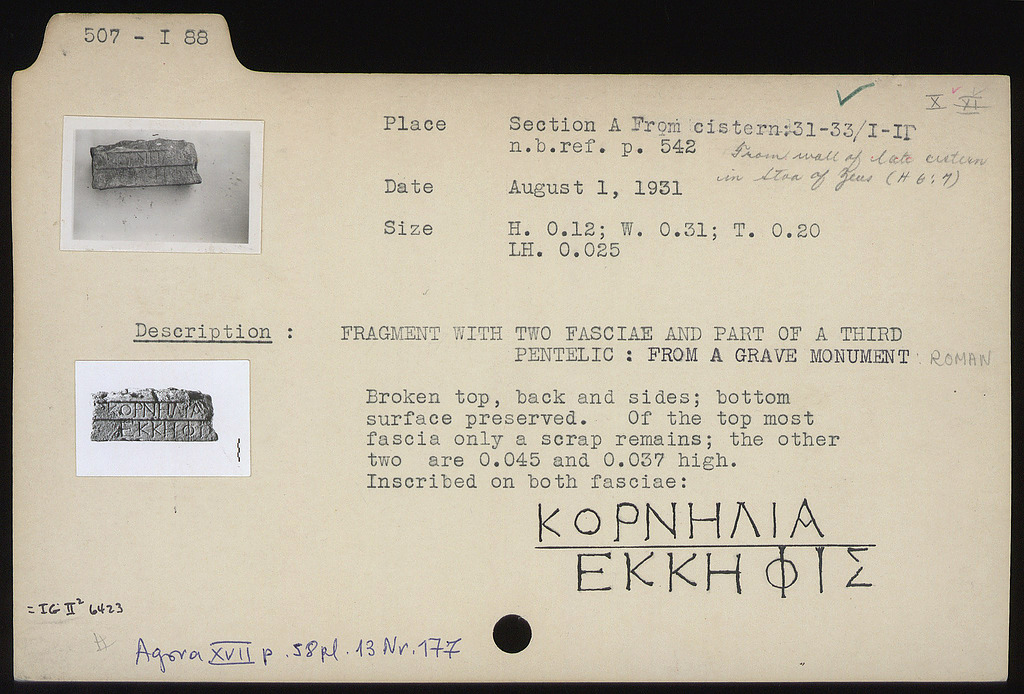 507 - I 88
X XI
Place Section A From cistern:31-33/I-IΓ
n.b.ref. p. 542
From wall of late cistern
in Stoa of Zeus (H 6:7)
Date August 1, 1931
Size H. 0.12; W. 0.31; T. 0.20
LH. 0.025
Description : FRAGMENT WITH TWO FASCIAE AND PART OF A THIRD
PENTELIC : FROM A GRAVE MONUMENT : ROMAN
ΚΟΡΝΗΛΙΑ
ΕΚΚΗΦΙ
Broken top, back and sides; bottom
surface preserved. Of the top most
fascia only a scrap remains; the other
two are 0.045 and 0.037 high.
Inscribed on both fasciae:
ΚΟΡΝΗΛΙΑ
ΕΚΚΗΦΙΣ
= IG II² 6423
H
Agora XVII p. 58 pl. 13 Nr. 177